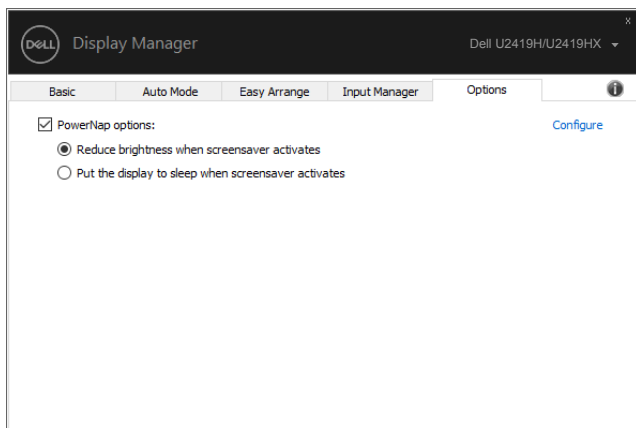 x
DELL Display Manager Dell U2419H/U2419HX
Basic Auto Mode Easy Arrange Input Manager Options
PowerNap options: Configure
Reduce brightness when screensaver activates
Put the display to sleep when screensaver activates